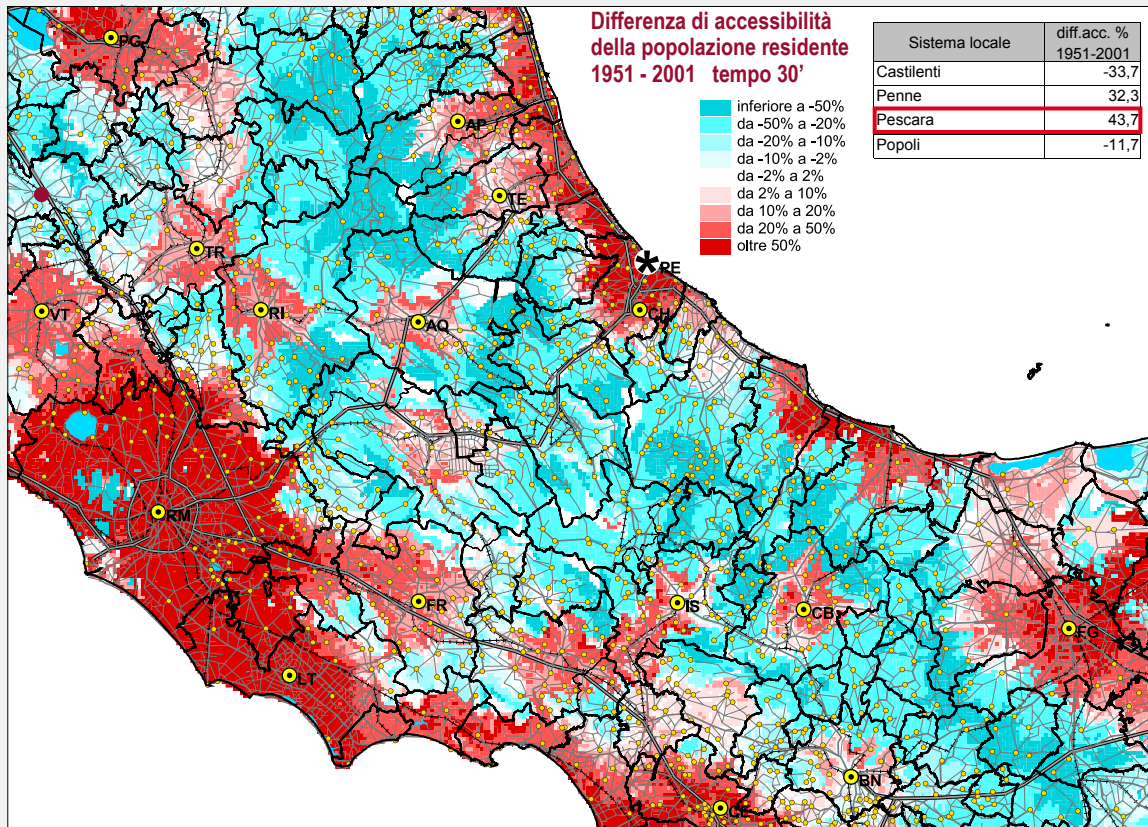 Differenza di accessibilità
della popolazione residente
1951 - 2001 tempo 30’
inferiore a -50%
da -50% a -20%
da -20% a -10%
da -10% a -2%
da -2% a 2%
da 2% a 10%
da 10% a 20%
da 20% a 50%
oltre 50%
Sistema locale diff.acc. % 1951-2001
Castilenti -33,7
Penne 32,3
Pescara 43,7
Popoli -11,7
PG
AP
TE
TR
* PE
VT
RI
AQ
CH
RM
FR
IS
CB
FG
LT
BN
CE